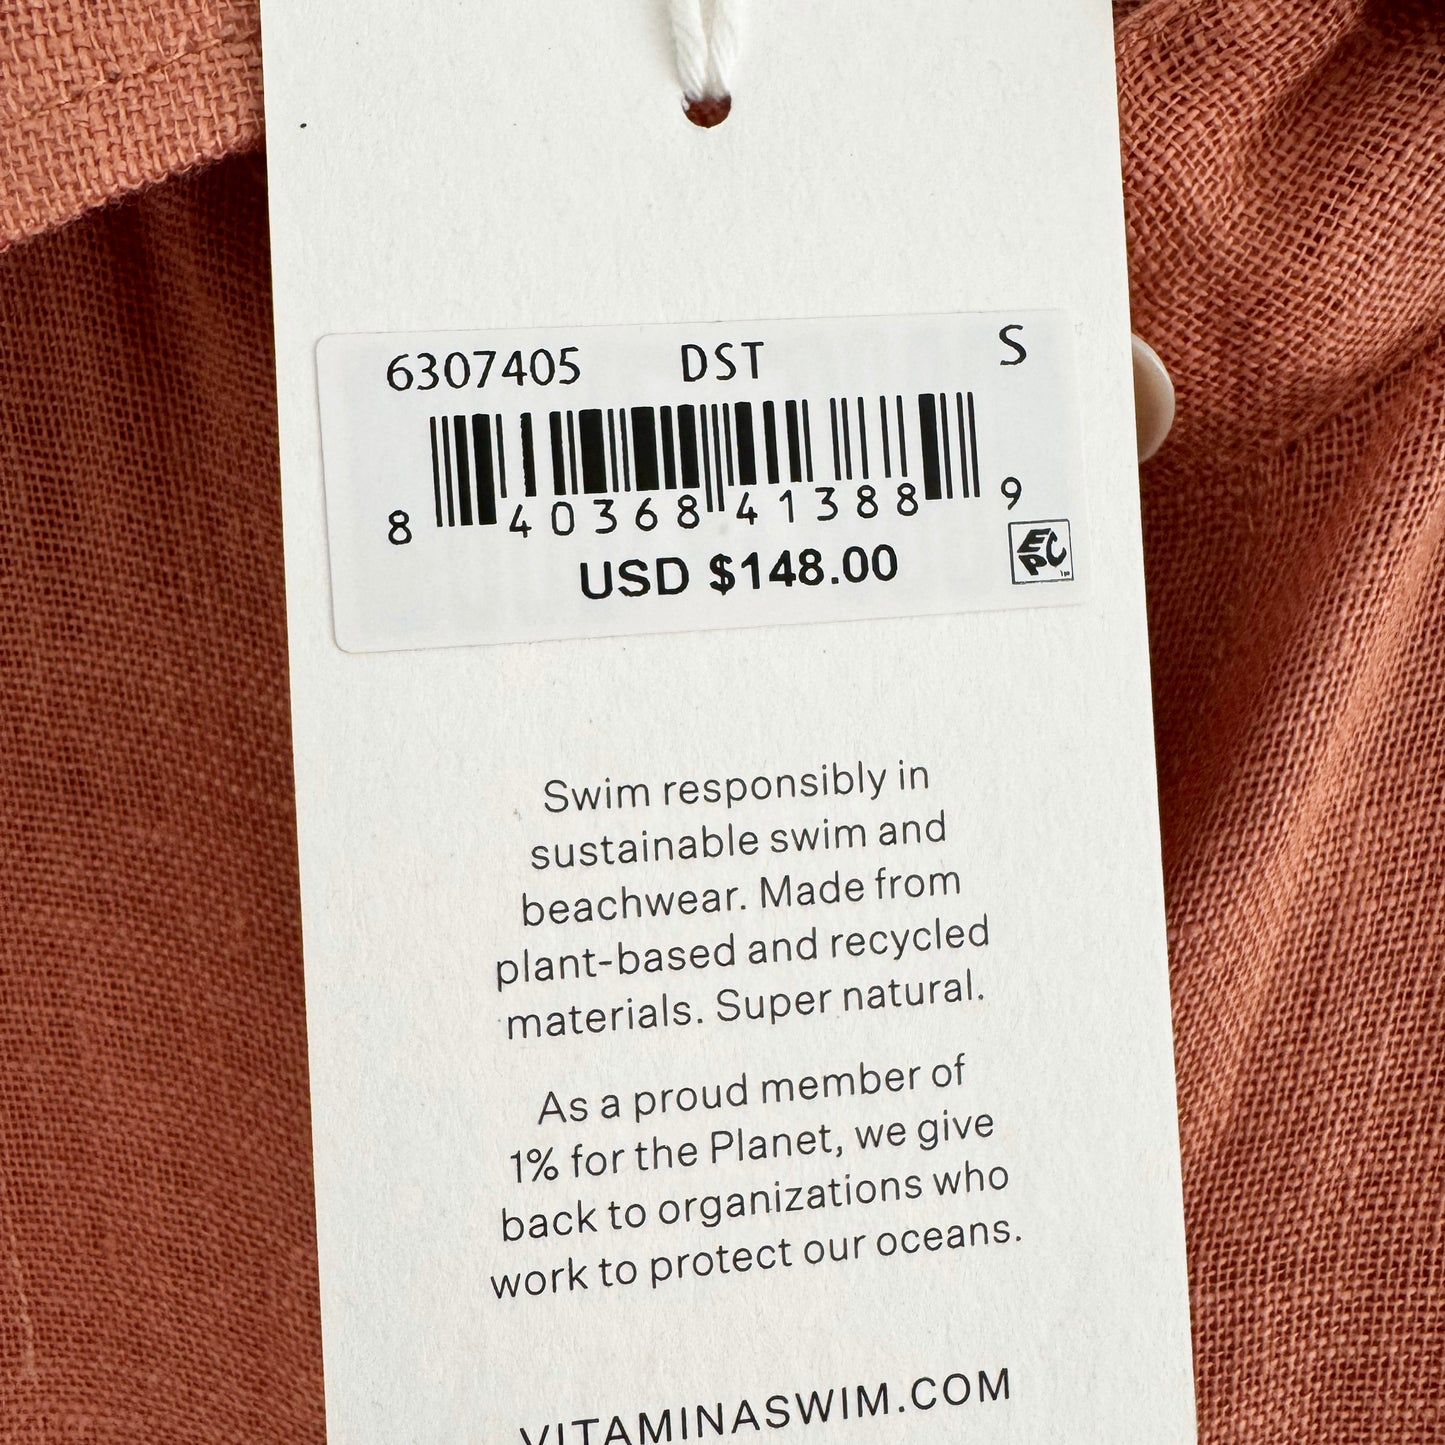 6307405 DST S
8 40368 41388 9
USD $148.00
EPC
Swim responsibly in
sustainable swim and
beachwear. Made from
plant-based and recycled
materials. Super natural.
As a proud member of
1% for the Planet, we give
back to organizations who
work to protect our oceans.
VITAMINASWIM.COM